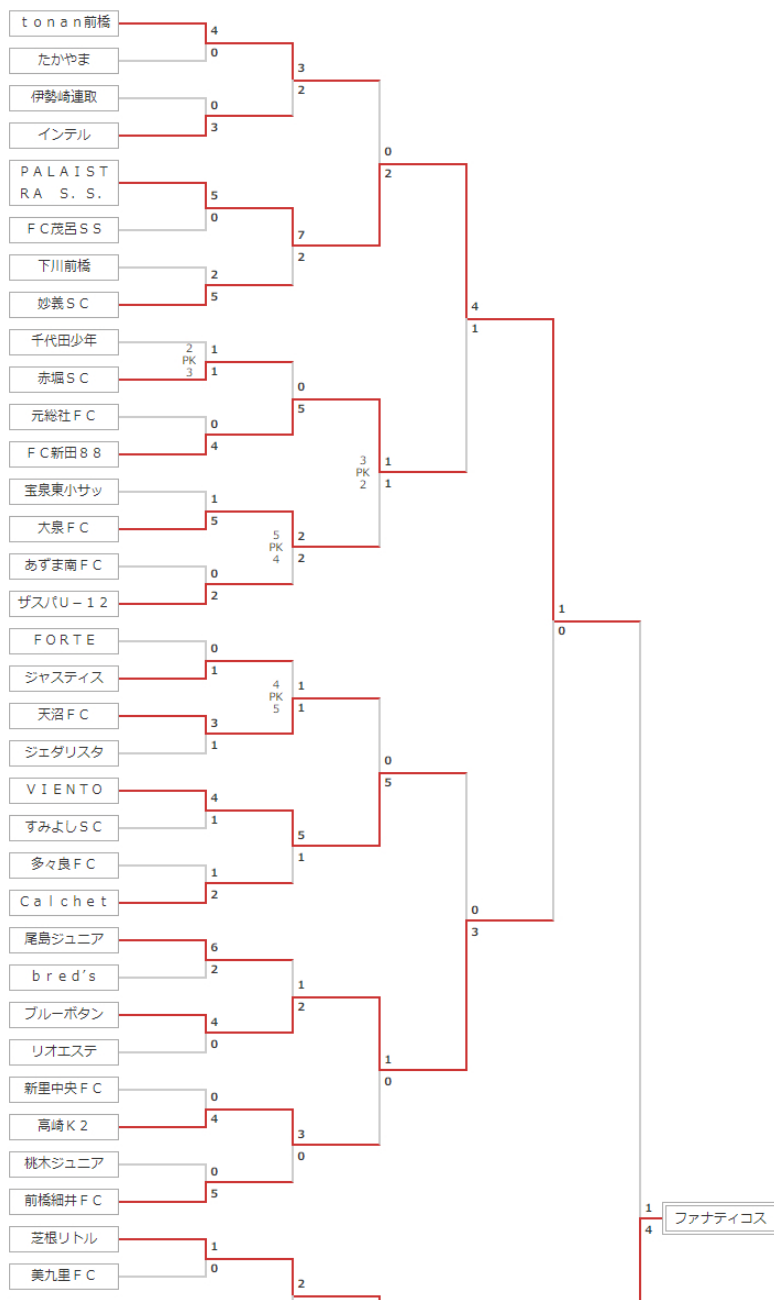 ｔｏｎａｎ前橋
4
たかやま
0
3
伊勢崎連取
2
0
インテル
3
0
ＰＡＬＡＩＳＴ
ＲＡ　Ｓ．Ｓ．
2
5
ＦＣ茂呂ＳＳ
0
7
下川前橋
2
2
妙義ＳＣ
5
4
千代田少年
1
1
2
PK
3
赤堀ＳＣ
1
0
元総社ＦＣ
5
0
ＦＣ新田８８
4
1
3
PK
2
宝泉東小サッ
1
1
大泉ＦＣ
5
2
5
PK
4
あずま南ＦＣ
2
0
ザスパＵ－１２
2
1
ＦＯＲＴＥ
0
0
ジャスティス
1
1
4
PK
5
天沼ＦＣ
1
3
ジェダリスタ
1
0
ＶＩＥＮＴＯ
5
4
すみよしＳＣ
1
5
多々良ＦＣ
1
1
Ｃａｌｃｈｅｔ
2
0
尾島ジュニア
3
6
ｂｒｅｄ’ｓ
2
1
ブルーボタン
2
4
リオエステ
0
1
新里中央ＦＣ
0
0
高崎Ｋ２
4
3
桃木ジュニア
0
0
前橋細井ＦＣ
5
1
ファナティコス
4
芝根リトル
1
美九里ＦＣ
0
2